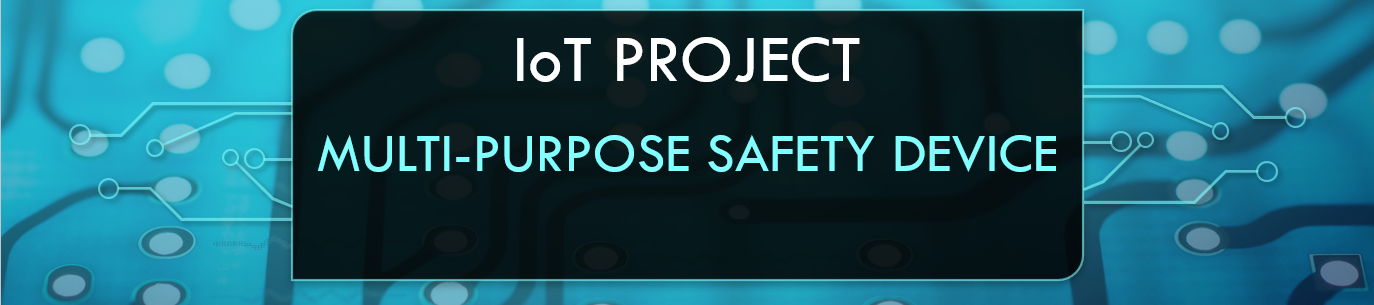 IoT PROJECT
MULTI-PURPOSE SAFETY DEVICE